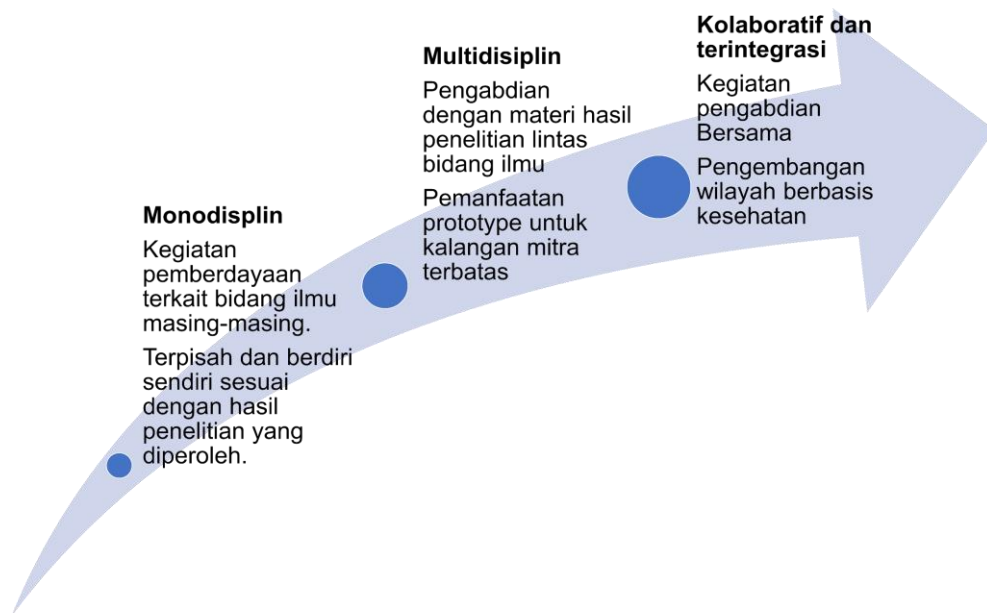 Monodisplin
Kegiatan
pemberdayaan
terkait bidang ilmu
masing-masing.
Terpisah dan berdiri
sendiri sesuai
dengan hasil
penelitian yang
diperoleh.
Multidisiplin
Pengabdian
dengan materi hasil
penelitian lintas
bidang ilmu
Pemanfaatan
prototype untuk
kalangan mitra
terbatas
Kolaboratif dan
terintegrasi
Kegiatan
pengabdian
Bersama
Pengembangan
wilayah berbasis
kesehatan